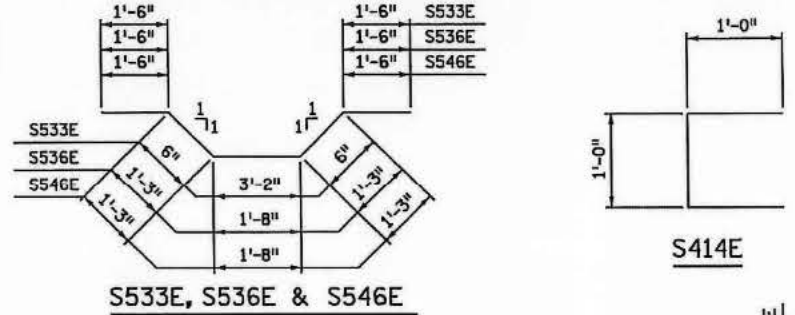 1'-6" 1'-6" S533E
1'-6" 1'-6" S536E
1'-6" 1'-6" S546E
1'-0"
1 1
1 1
S533E
S536E
S546E
6" 3'-2" 6"
1'-3" 1'-8" 1'-3"
1'-3" 1'-8" 1'-3"
1'-0"
S414E
S533E, S536E & S546E